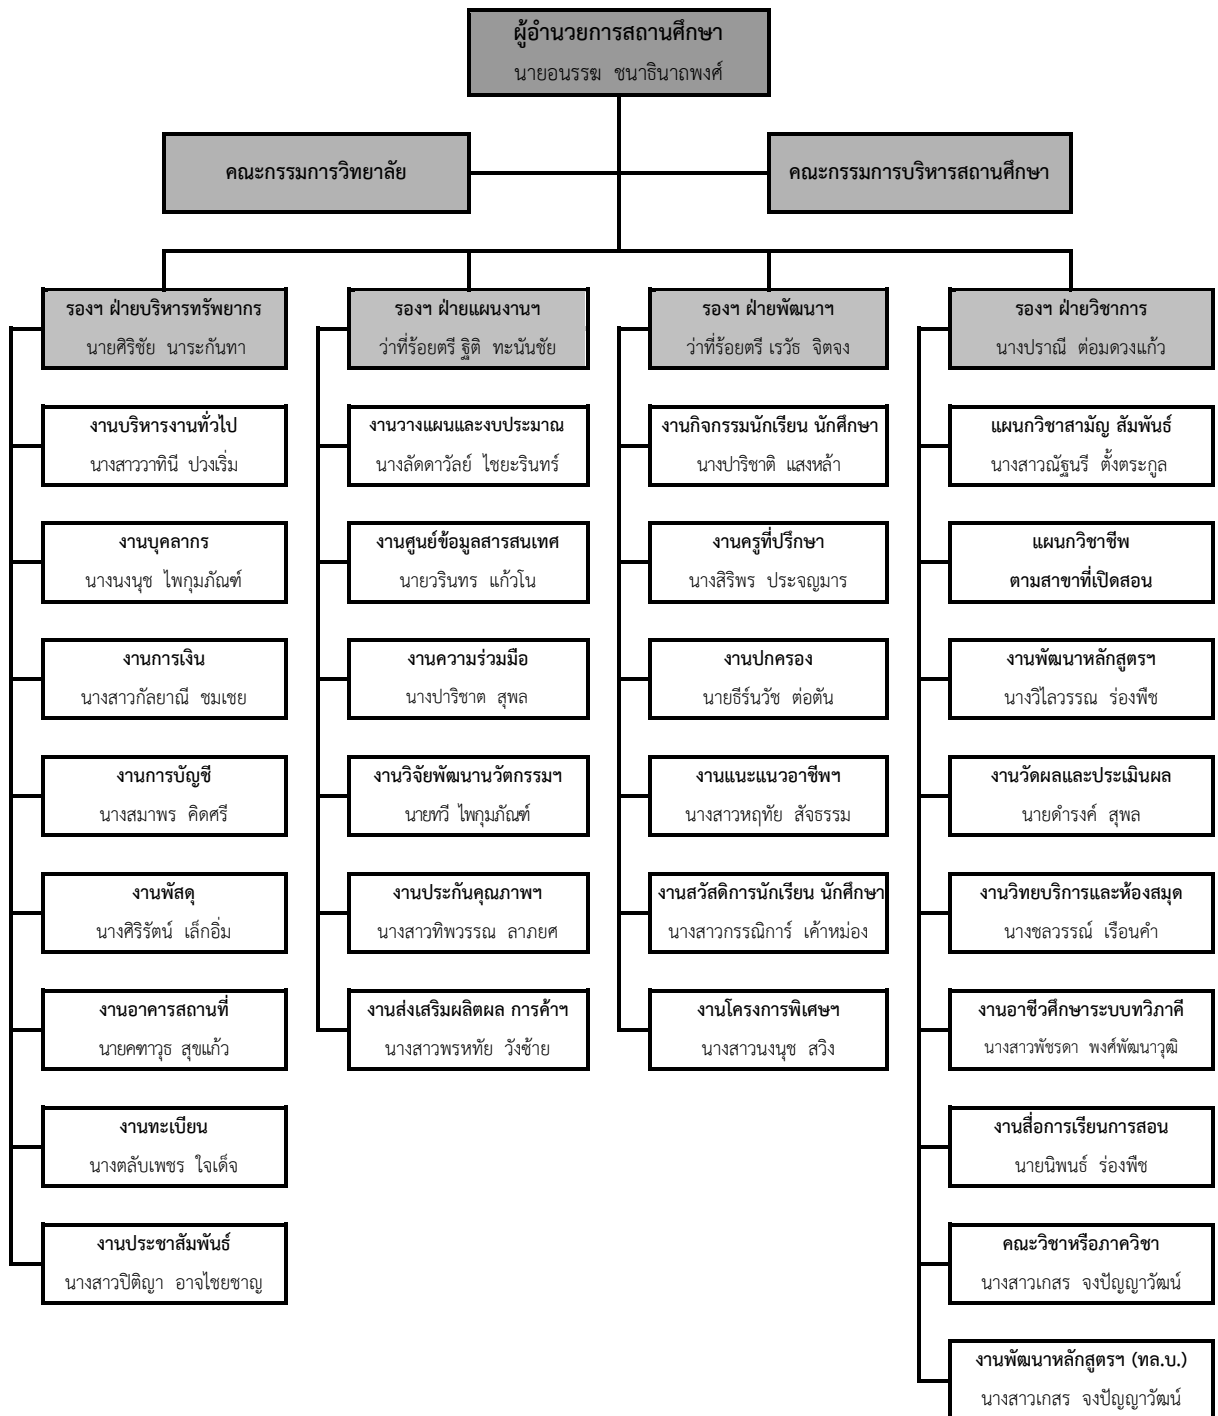 ผู้อำนวยการสถานศึกษา
นายอนรรฆ ชนาธินาถพงศ์
คณะกรรมการวิทยาลัย
คณะกรรมการบริหารสถานศึกษา
รองฯ ฝ่ายบริหารทรัพยากร
นายศิริชัย นาระกันทา
งานบริหารงานทั่วไป
นางสาววาทินี ปวงเริ่ม
งานบุคลากร
นางนงนุช ไพกุมภัณฑ์
งานการเงิน
นางสาวกัลยาณี ชมเชย
งานการบัญชี
นางสมาพร คิดศรี
งานพัสดุ
นางศิริรัตน์ เล็กอิ่ม
งานอาคารสถานที่
นายคฑาวุธ สุขแก้ว
งานทะเบียน
นางตลับเพชร ใจเด็จ
งานประชาสัมพันธ์
นางสาวปิติญา อาจไชยชาญ
รองฯ ฝ่ายแผนงานฯ
ว่าที่ร้อยตรี ฐิติ ทะนันชัย
งานวางแผนและงบประมาณ
นางลัดดาวัลย์ ไชยะรินทร์
งานศูนย์ข้อมูลสารสนเทศ
นายวรินทร แก้วโน
งานความร่วมมือ
นางปาริชาต สุพล
งานวิจัยพัฒนานวัตกรรมฯ
นายทวี ไพกุมภัณฑ์
งานประกันคุณภาพฯ
นางสาวทิพวรรณ ลาภยศ
งานส่งเสริมผลิตผล การค้าฯ
นางสาวพรหทัย วังซ้าย
รองฯ ฝ่ายพัฒนาฯ
ว่าที่ร้อยตรี เรวัธ จิตจง
งานกิจกรรมนักเรียน นักศึกษา
นางปาริชาติ แสงหล้า
งานครูที่ปรึกษา
นางสิริพร ประจญมาร
งานปกครอง
นายธีร์นวัช ต่อตัน
งานแนะแนวอาชีพฯ
นางสาวหฤทัย สัจธรรม
งานสวัสดิการนักเรียน นักศึกษา
นางสาวกรรณิการ์ เค้าหม่อง
งานโครงการพิเศษฯ
นางสาวนงนุช สวิง
รองฯ ฝ่ายวิชาการ
นางปราณี ต่อมดวงแก้ว
แผนกวิชาสามัญ สัมพันธ์
นางสาวณัฐนรี ตั้งตระกูล
แผนกวิชาชีพ
ตามสาขาที่เปิดสอน
งานพัฒนาหลักสูตรฯ
นางวิไลวรรณ ร่องพืช
งานวัดผลและประเมินผล
นายดำรงค์ สุพล
งานวิทยบริการและห้องสมุด
นางชลวรรณ์ เรือนคำ
งานอาชีวศึกษาระบบทวิภาคี
นางสาวพัชรดา พงศ์พัฒนาวุฒิ
งานสื่อการเรียนการสอน
นายนิพนธ์ ร่องพืช
คณะวิชาหรือภาควิชา
นางสาวเกสร จงปัญญาวัฒน์
งานพัฒนาหลักสูตรฯ (ทล.บ.)
นางสาวเกสร จงปัญญาวัฒน์